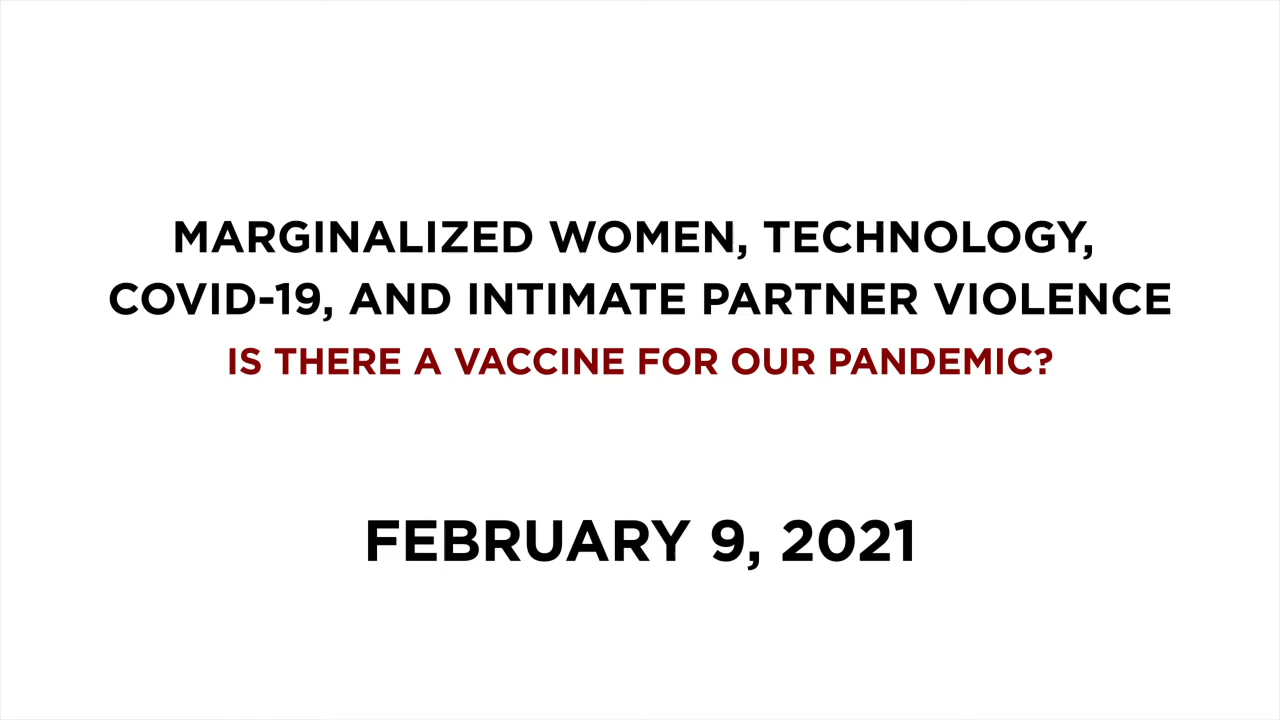 MARGINALIZED WOMEN, TECHNOLOGY,
COVID-19, AND INTIMATE PARTNER VIOLENCE
IS THERE A VACCINE FOR OUR PANDEMIC?
FEBRUARY 9, 2021